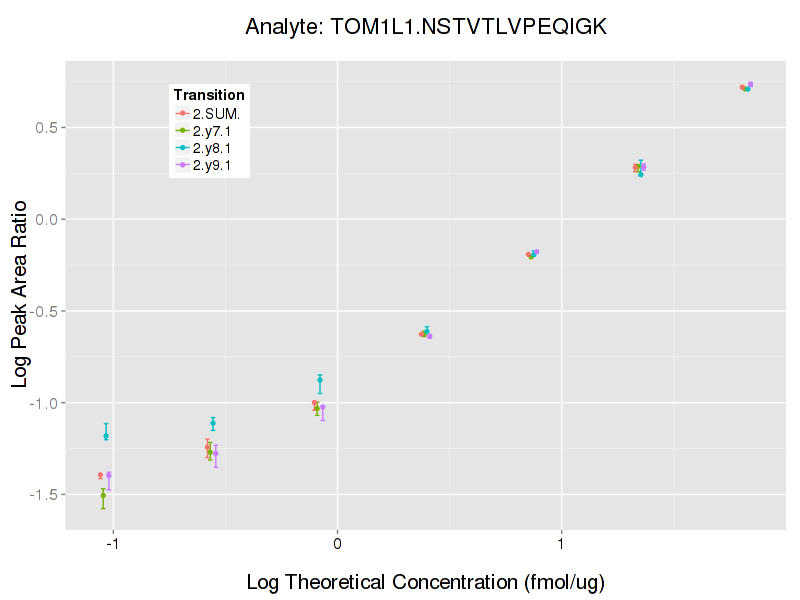 Analyte: TOM1L1.NSTVTLVPEQIGK
Transition
2.SUM.
2.y7.1
2.y8.1
2.y9.1
Log Peak Area Ratio
0.5
0.0
-0.5
-1.0
-1.5
-1 0 1
Log Theoretical Concentration (fmol/ug)